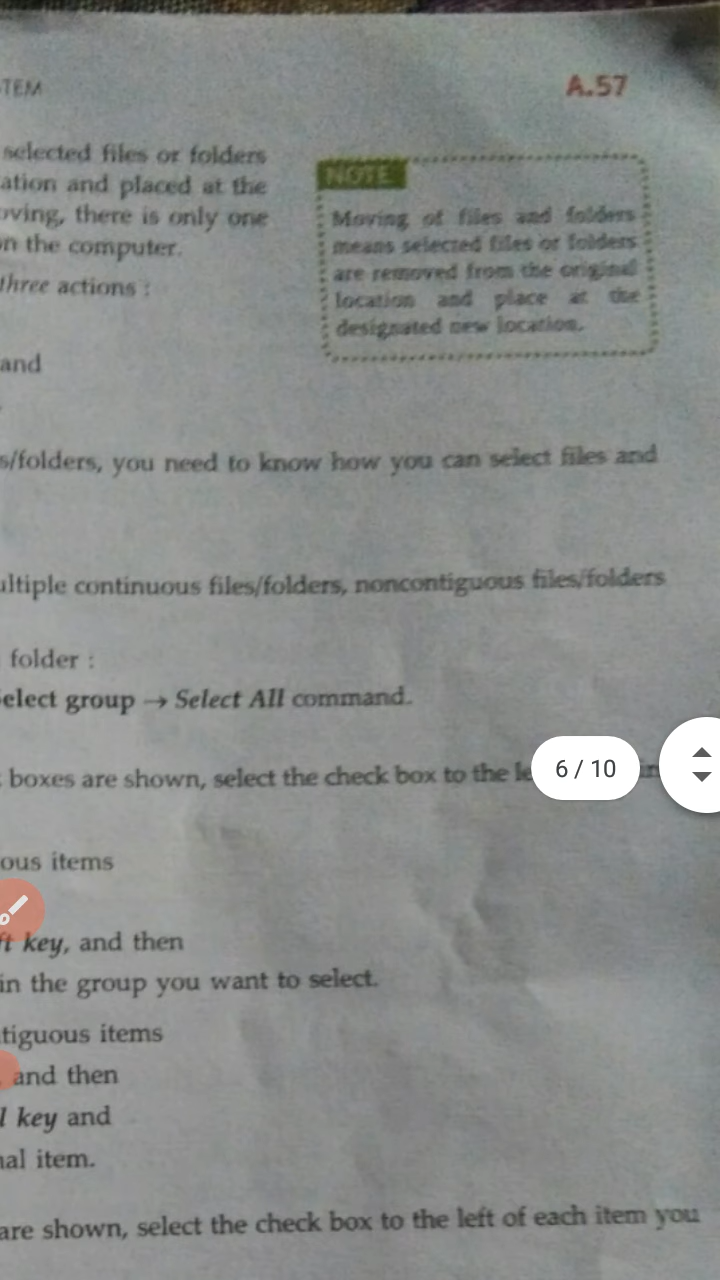 TEM
A.57
selected files or folders
ation and placed at the
oving, there is only one
n the computer.
three actions :
NOTE
Moving of files and folders
means selected files or folders
are removed from the original
location and place at the
designated new location.
and
s/folders, you need to know how you can select files and
ultiple continuous files/folders, noncontiguous files/folders
folder :
elect group → Select All command.
boxes are shown, select the check box to the
6 / 10
ous items
ft key, and then
in the group you want to select.
tiguous items
and then
l key and
nal item.
are shown, select the check box to the left of each item you